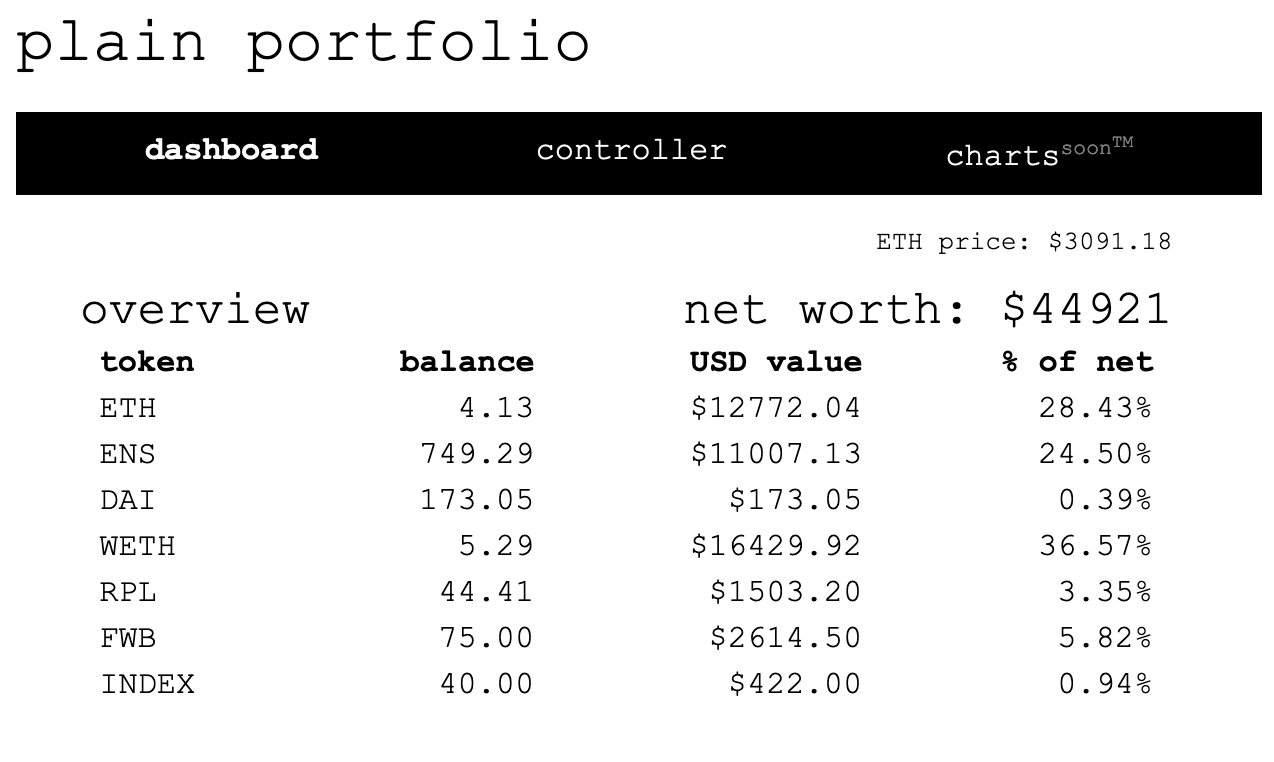 plain portfolio
dashboard controller charts soon™
ETH price: $3091.18
overview net worth: $44921
token balance USD value % of net
ETH 4.13 $12772.04 28.43%
ENS 749.29 $11007.13 24.50%
DAI 173.05 $173.05 0.39%
WETH 5.29 $16429.92 36.57%
RPL 44.41 $1503.20 3.35%
FWB 75.00 $2614.50 5.82%
INDEX 40.00 $422.00 0.94%